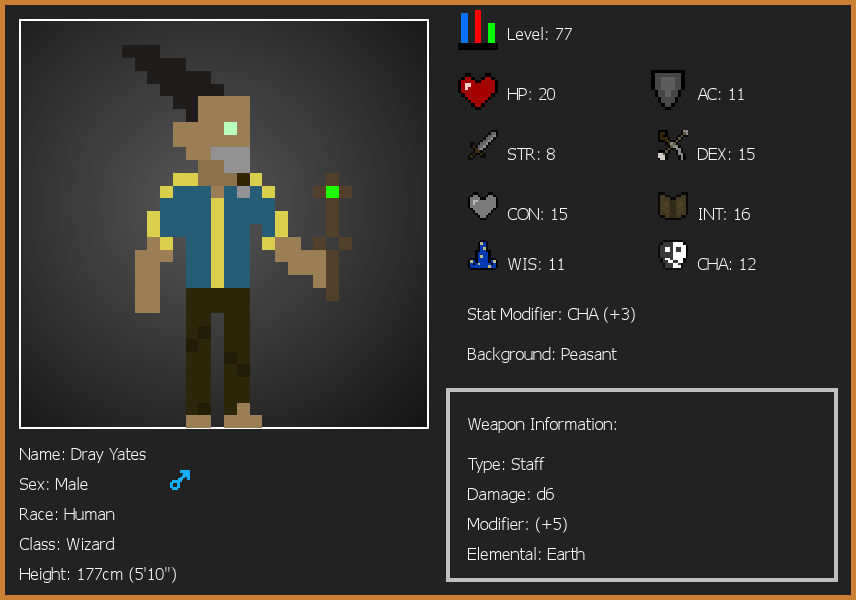 Level: 77
HP: 20
AC: 11
STR: 8
DEX: 15
CON: 15
INT: 16
WIS: 11
CHA: 12
Stat Modifier: CHA (+3)
Background: Peasant
Weapon Information:
Type: Staff
Damage: d6
Modifier: (+5)
Elemental: Earth
Name: Dray Yates
Sex: Male
Race: Human
Class: Wizard
Height: 177cm (5'10")